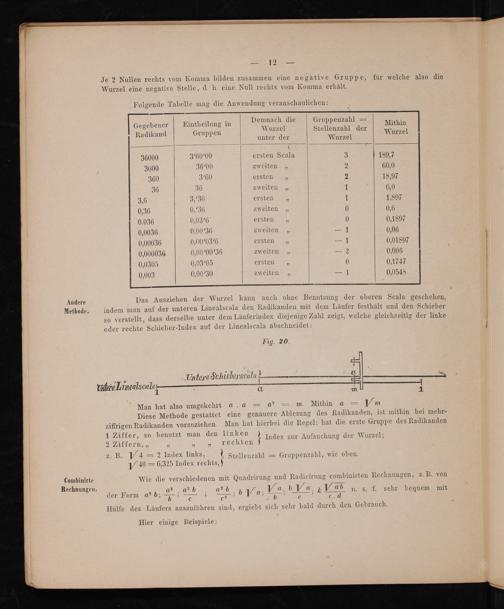 — 12 —
Je 2 Nullen rechts vom Komma bilden zusammen eine negative Gruppe, für welche also die
Wurzel eine negative Stelle, d h eine Null rechts vom Komma erhält.
Folgende Tabelle mag die Anwendung veranschaulichen:
Gegebener Radikand | Eintheilung in Gruppen | Demnach die Wurzel unter der | Gruppenzahl = Stellenzahl der Wurzel | Mithin Wurzel
36000 3'60'00 ersten Scala 3 189,7
3600 36'00 zweiten „ 2 60,0
360 3'60 ersten „ 2 18,97
36 36 zweiten „ 1 6,0
3,6 3,'36 ersten „ 1 1,897
0,36 0,'36 zweiten „ 0 0,6
0,036 0,03'6 ersten „ 0 0,1897
0,0036 0,00'36 zweiten „ — 1 0,06
0,00036 0,00'03'6 ersten „ — 1 0,01897
0,000036 0,00'00'36 zweiten „ — 2 0,006
0,0305 0,03'05 ersten „ 0 0,1747
0,003 0,00'30 zweiten „ — 1 0,0548
Andere
Methode.
Das Ausziehen der Wurzel kann auch ohne Benutzung der oberen Scala geschehen,
indem man auf der unteren Linealscala den Radikanden mit dem Läufer festhält und den Schieber
so verstellt, dass derselbe unter dem Läuferindex diejenige Zahl zeigt, welche gleichzeitig der linke
oder rechte Schieber-Index auf der Linealscala abschneidet:
Fig. 20.
Untere Schieberscala 1 a
Untere Linealscala 1 a m 1
Man hat also umgekehrt a . a = a² = m. Mithin a = √m
Diese Methode gestattet eine genauere Ablesung des Radikanden, ist mithin bei mehr-
ziffrigen Radikanden vorzuziehen. Man hat hierbei die Regel: hat die erste Gruppe des Radikanden
1 Ziffer, so benutzt man den linken } Index zur Aufsuchung der Wurzel;
2 Ziffern, „ „ „ „ rechten }
z. B. √4 = 2 Index links, } Stellenzahl = Gruppenzahl, wie oben.
√40 = 6,325 Index rechts, }
Combinirte
Rechnungen.
Wie die verschiedenen mit Quadrirung und Radicirung combinirten Rechnungen, z. B. von
der Form a² b; a²/b; a² b/c; a² b/c²; b √a; √a/b; b √a/c; k √ab/c.d u. s. f. sehr bequem mit
Hülfe des Läufers auszuführen sind, ergiebt sich sehr bald durch den Gebrauch.
Hier einige Beispiele: